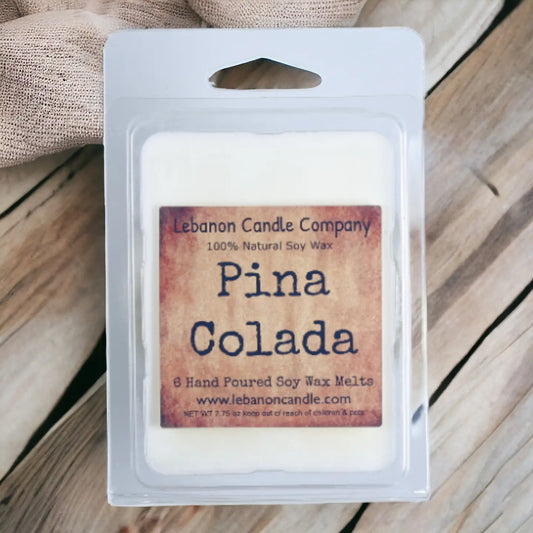 Lebanon Candle Company
100% Natural Soy Wax
Pina
Colada
6 Hand Poured Soy Wax Melts
www.lebanoncandle.com
NET WT 2.75 oz keep out of reach of children & pets